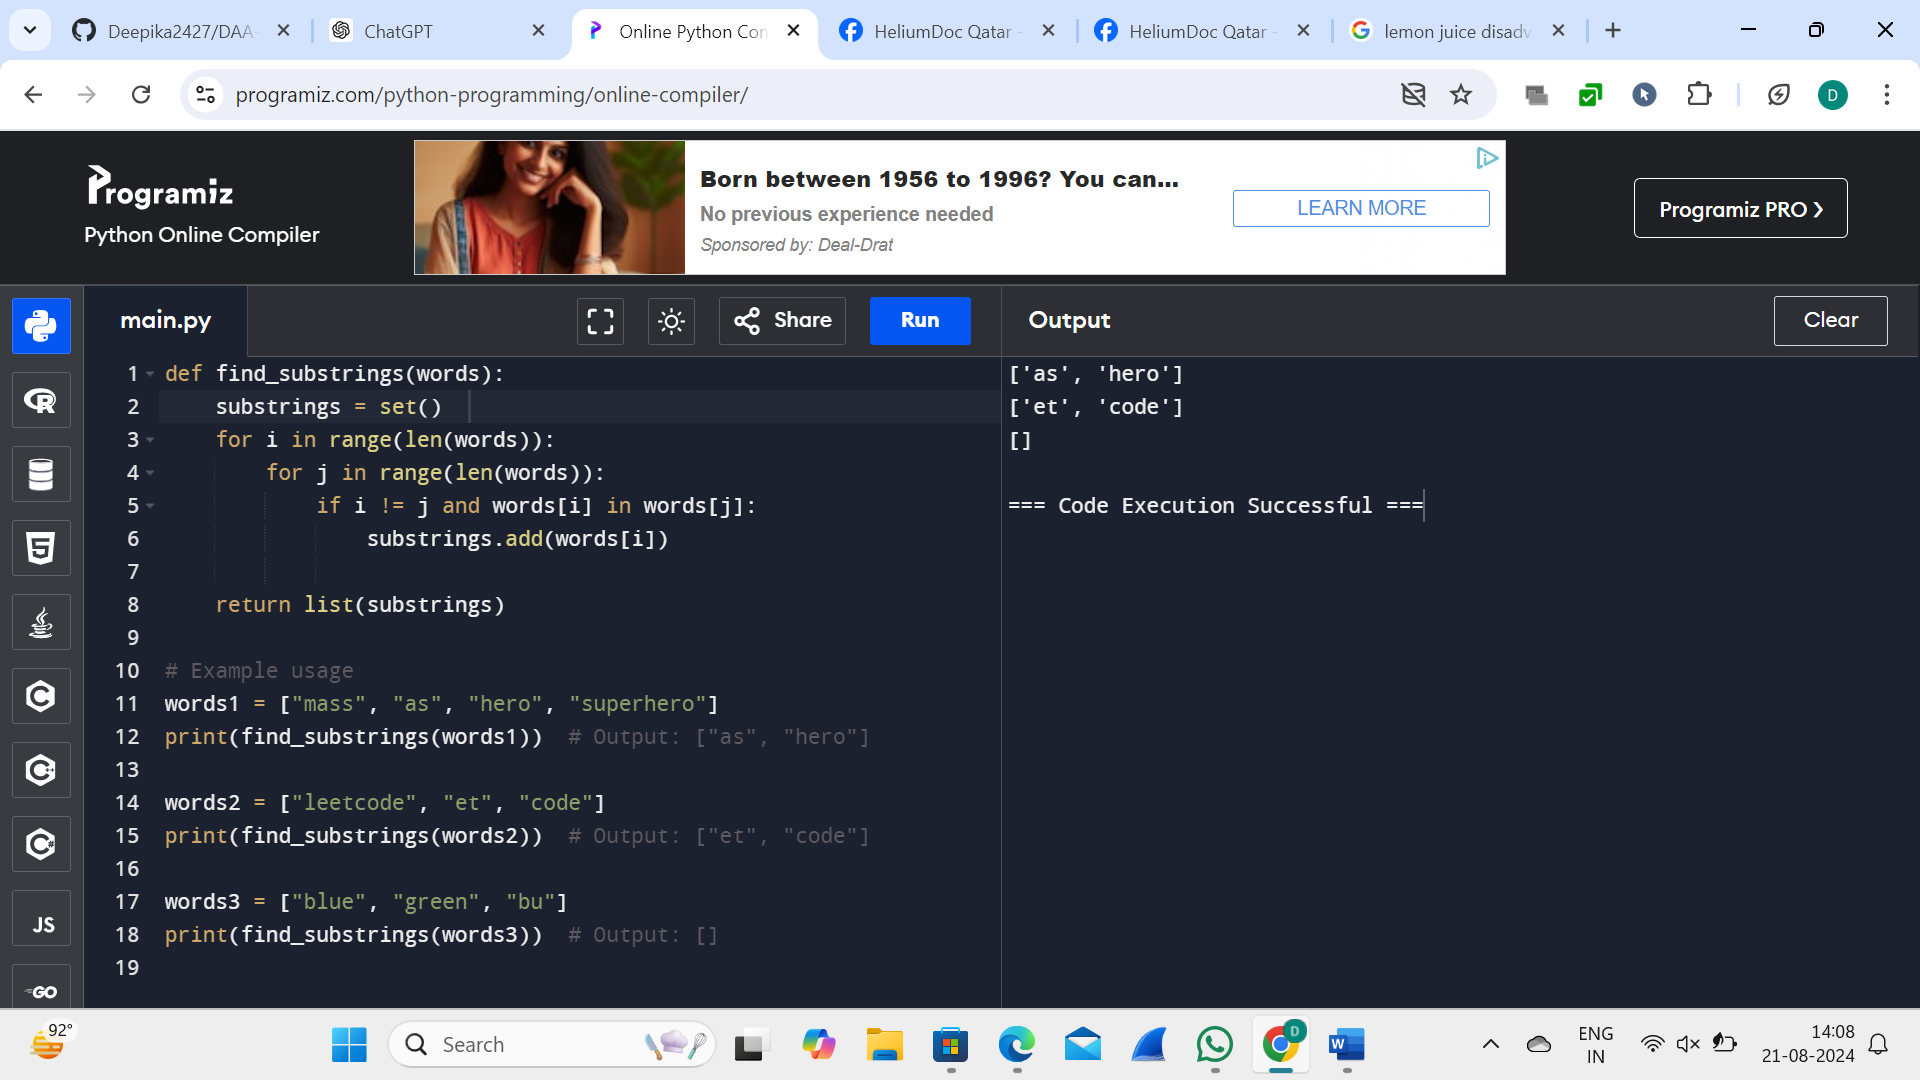 Deepika2427/DAA-
ChatGPT
Online Python Con
HeliumDoc Qatar -
HeliumDoc Qatar -
lemon juice disadv
programiz.com/python-programming/online-compiler/
D
Programiz
Python Online Compiler
Born between 1956 to 1996? You can...
No previous experience needed
Sponsored by: Deal-Drat
LEARN MORE
Programiz PRO ❯
main.py
Share
Run
Output
Clear
1 def find_substrings(words):
2     substrings = set()
3     for i in range(len(words)):
4         for j in range(len(words)):
5             if i != j and words[i] in words[j]:
6                 substrings.add(words[i])
7
8     return list(substrings)
9
10 # Example usage
11 words1 = ["mass", "as", "hero", "superhero"]
12 print(find_substrings(words1))  # Output: ["as", "hero"]
13
14 words2 = ["leetcode", "et", "code"]
15 print(find_substrings(words2))  # Output: ["et", "code"]
16
17 words3 = ["blue", "green", "bu"]
18 print(find_substrings(words3))  # Output: []
19
['as', 'hero']
['et', 'code']
[]
=== Code Execution Successful ===
R
5
C
C++
C#
JS
GO
92°
Search
D
W
ENG
IN
14:08
21-08-2024